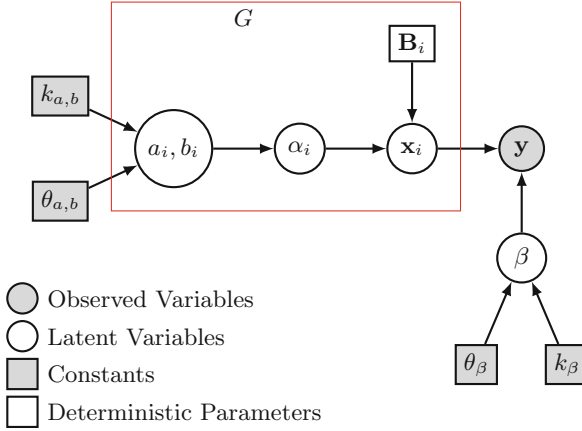 G
B_i
k_{a,b}
a_i, b_i
α_i
x_i
y
θ_{a,b}
β
θ_β
k_β
Observed Variables
Latent Variables
Constants
Deterministic Parameters